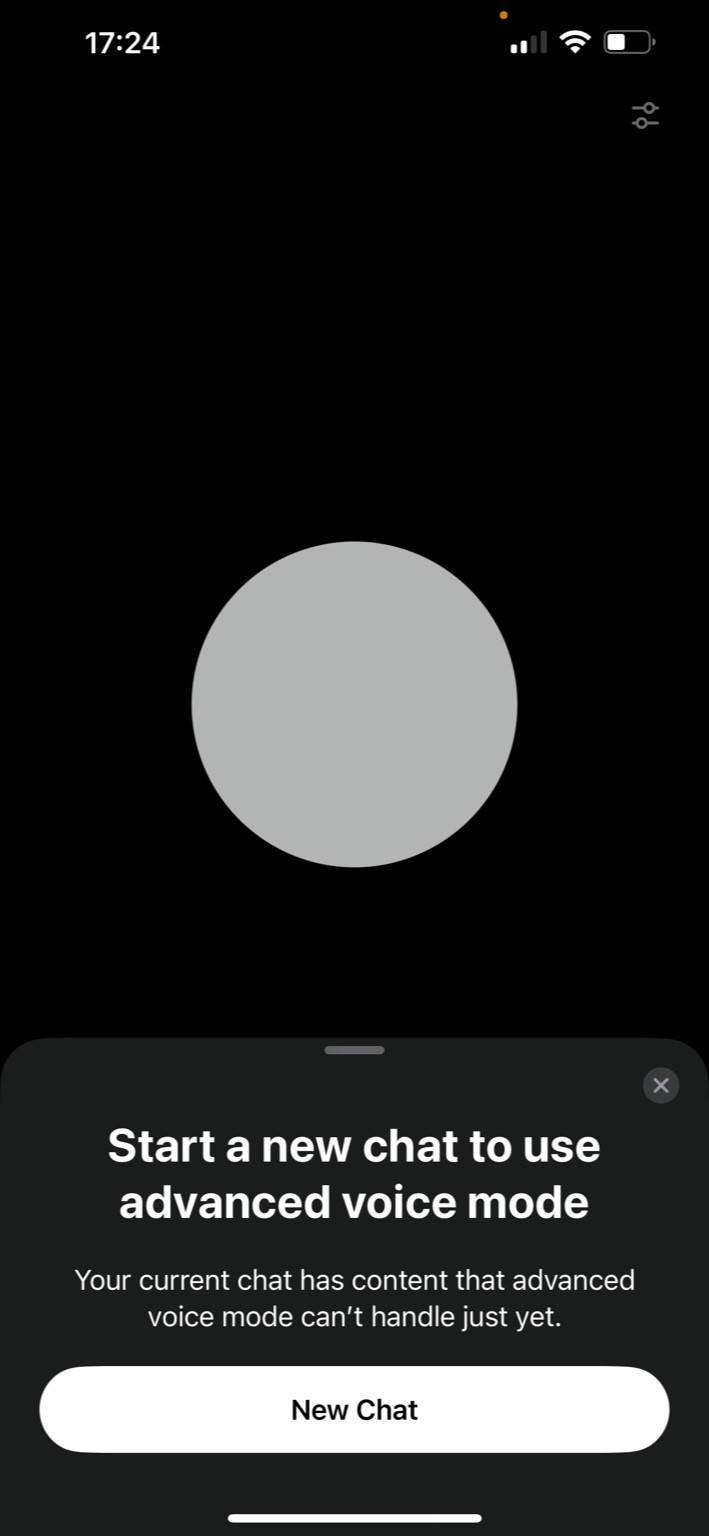 17:24
Start a new chat to use
advanced voice mode
Your current chat has content that advanced
voice mode can’t handle just yet.
New Chat